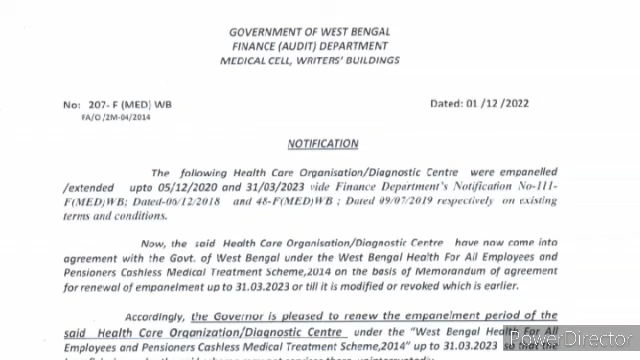 GOVERNMENT OF WEST BENGAL
FINANCE (AUDIT) DEPARTMENT
MEDICAL CELL, WRITERS' BUILDINGS
No: 207- F (MED) WB
Dated: 01 /12 /2022
FA/O /2M-04/2014
NOTIFICATION
The following Health Care Organisation/Diagnostic Centre were empanelled
/extended upto 05/12/2020 and 31/03/2023 vide Finance Department's Notification No-111-
F(MED)WB; Dated-06/12/2018 and 48-F(MED)WB ; Dated 09/07/2019 respectively on existing
terms and conditions.
Now, the said Health Care Organisation/Diagnostic Centre have now come into
agreement with the Govt. of West Bengal under the West Bengal Health For All Employees and
Pensioners Cashless Medical Treatment Scheme,2014 on the basis of Memorandum of agreement
for renewal of empanelment up to 31.03.2023 or till it is modified or revoked which is earlier.
Accordingly, the Governor is pleased to renew the empanelment period of the
said Health Care Organization/Diagnostic Centre under the "West Bengal Health For All
Employees and Pensioners Cashless Medical Treatment Scheme,2014" up to 31.03.2023 so that the
PowerDirector